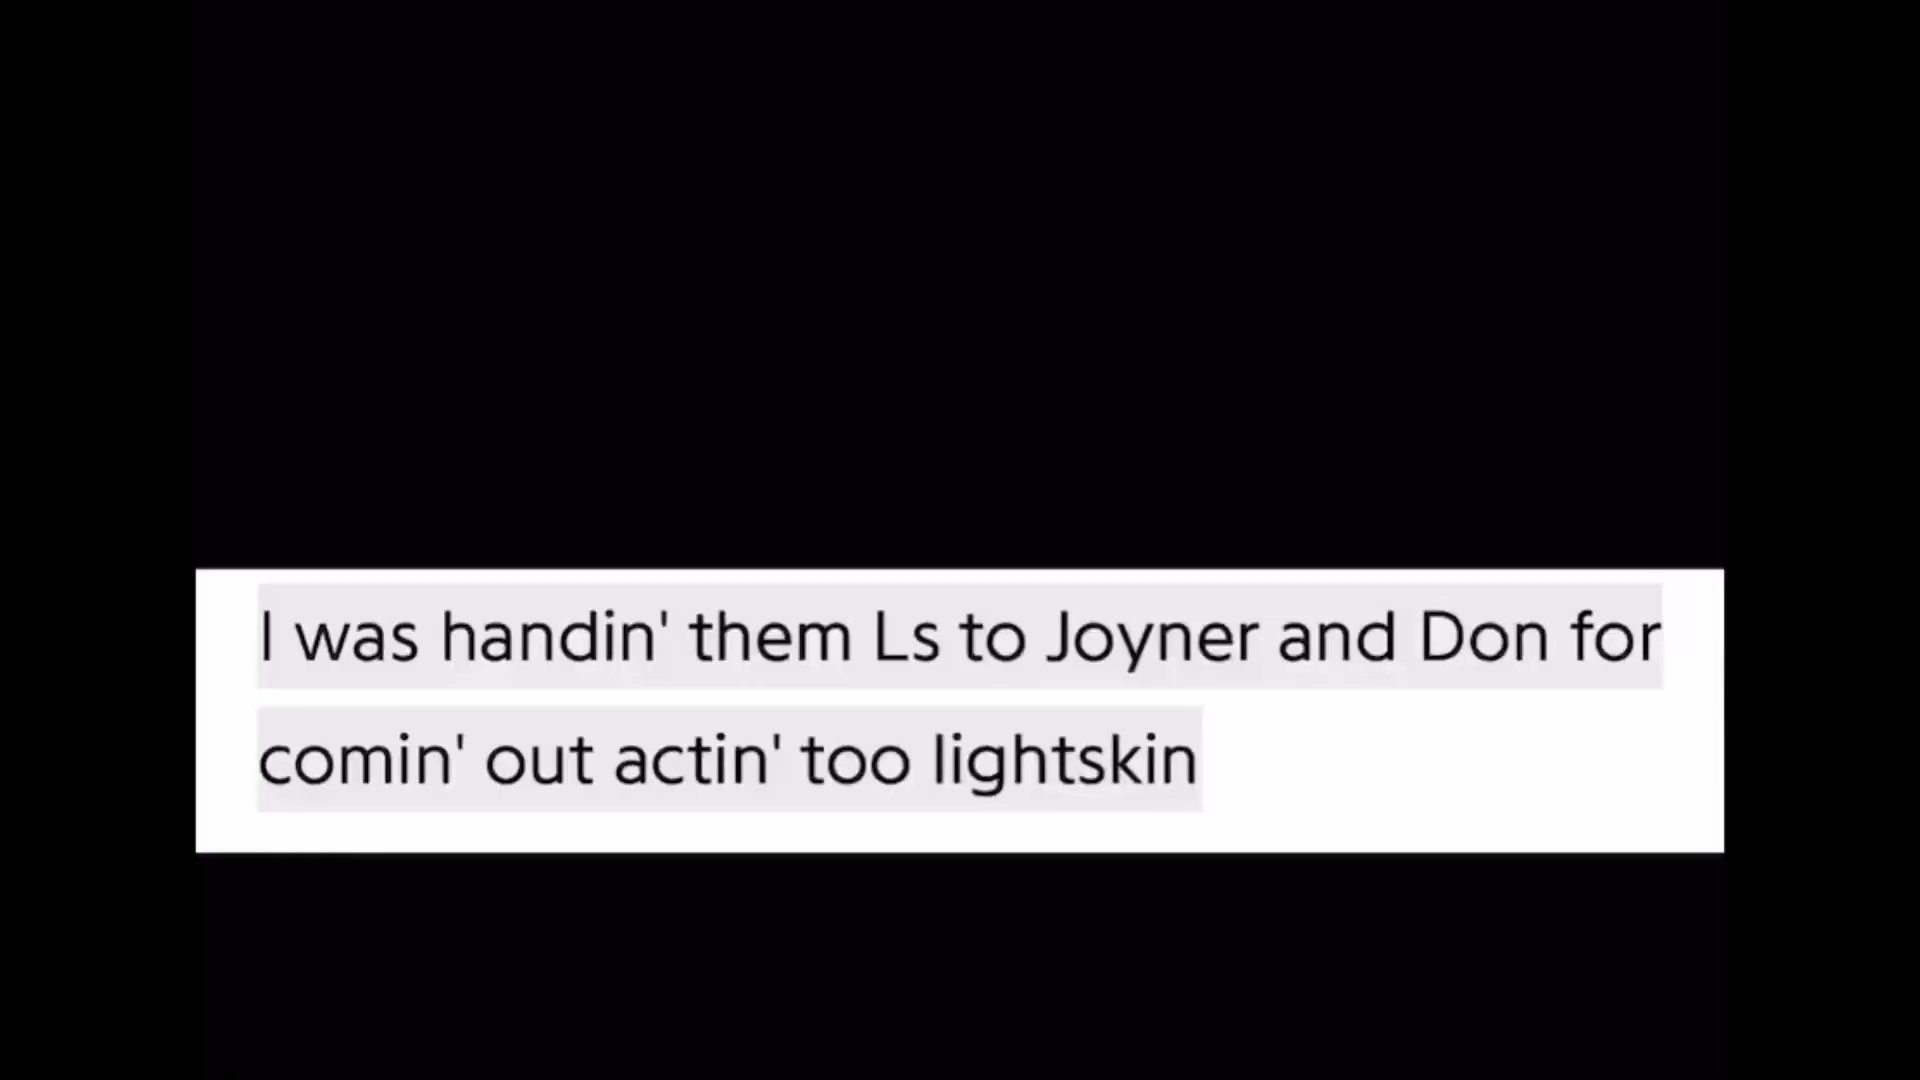 I was handin' them Ls to Joyner and Don for
comin' out actin' too lightskin